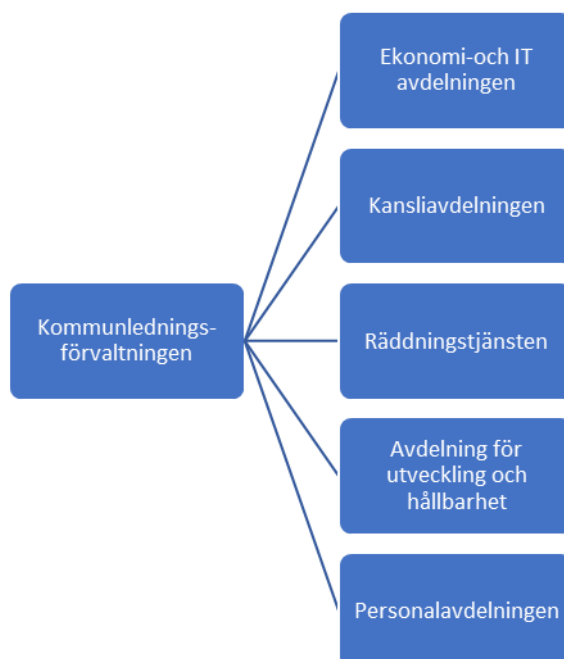 Ekonomi-och IT
avdelningen
Kansliavdelningen
Kommunlednings-
förvaltningen
Räddningstjänsten
Avdelning för
utveckling och
hållbarhet
Personalavdelningen